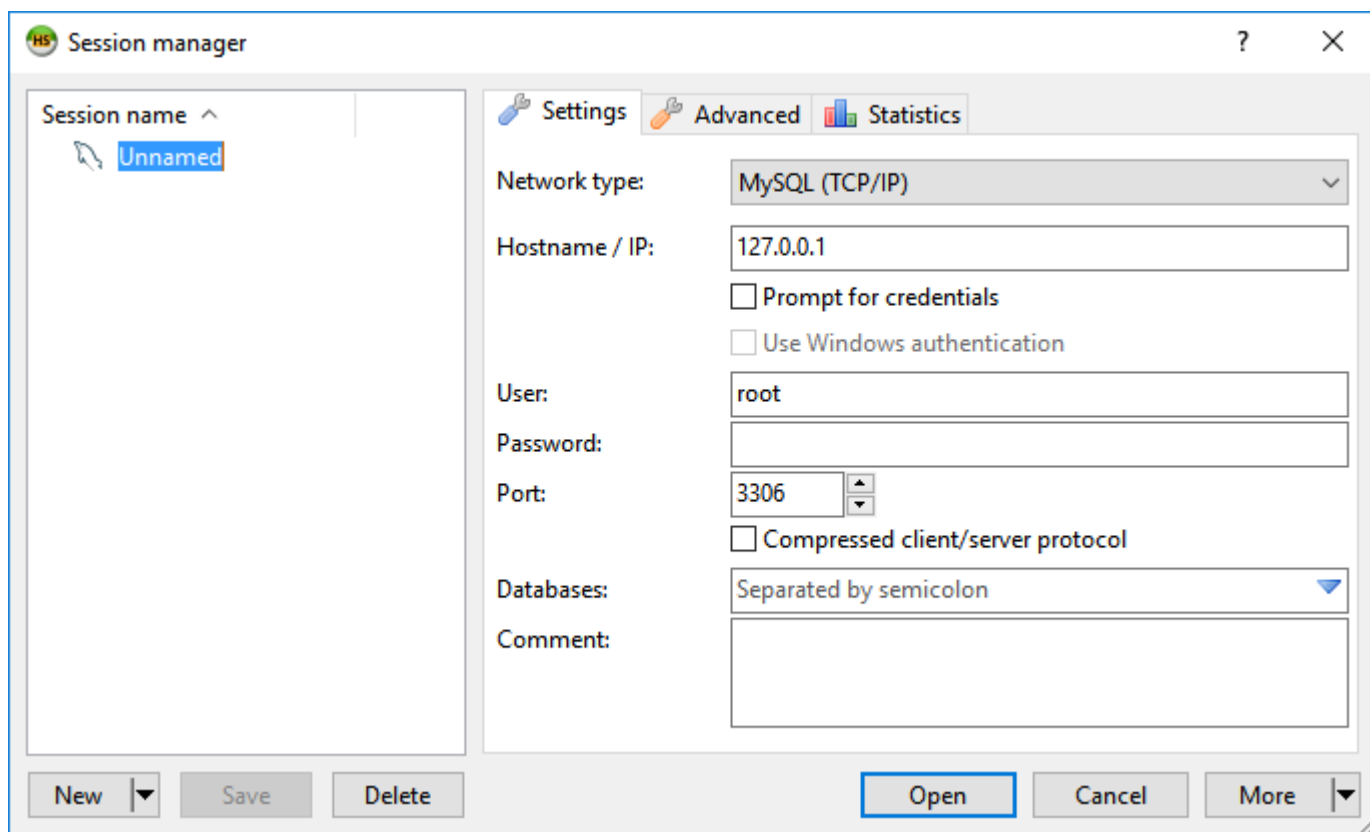 HS Session manager ?
Session name
Unnamed
Settings Advanced Statistics
Network type: MySQL (TCP/IP)
Hostname / IP: 127.0.0.1
Prompt for credentials
Use Windows authentication
User: root
Password:
Port: 3306
Compressed client/server protocol
Databases: Separated by semicolon
Comment:
New Save Delete Open Cancel More